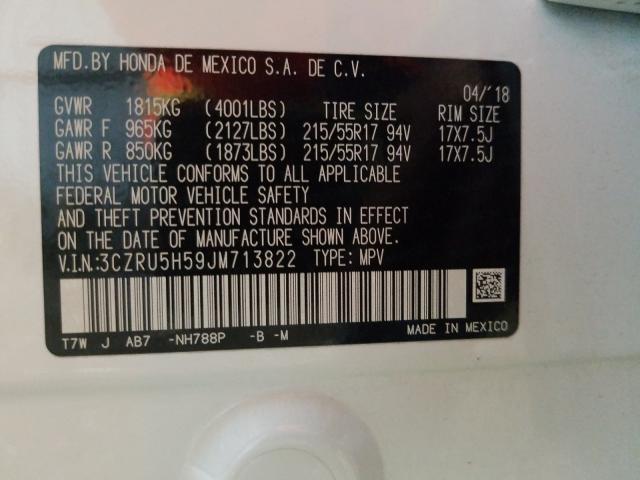 MFD.BY HONDA DE MEXICO S.A. DE C.V.
04/'18
GVWR 1815KG (4001LBS) TIRE SIZE RIM SIZE
GAWR F 965KG (2127LBS) 215/55R17 94V 17X7.5J
GAWR R 850KG (1873LBS) 215/55R17 94V 17X7.5J
THIS VEHICLE CONFORMS TO ALL APPLICABLE
FEDERAL MOTOR VEHICLE SAFETY
AND THEFT PREVENTION STANDARDS IN EFFECT
ON THE DATE OF MANUFACTURE SHOWN ABOVE.
V.I.N:3CZRU5H59JM713822 TYPE: MPV
T7W J AB7 -NH788P -B -M MADE IN MEXICO